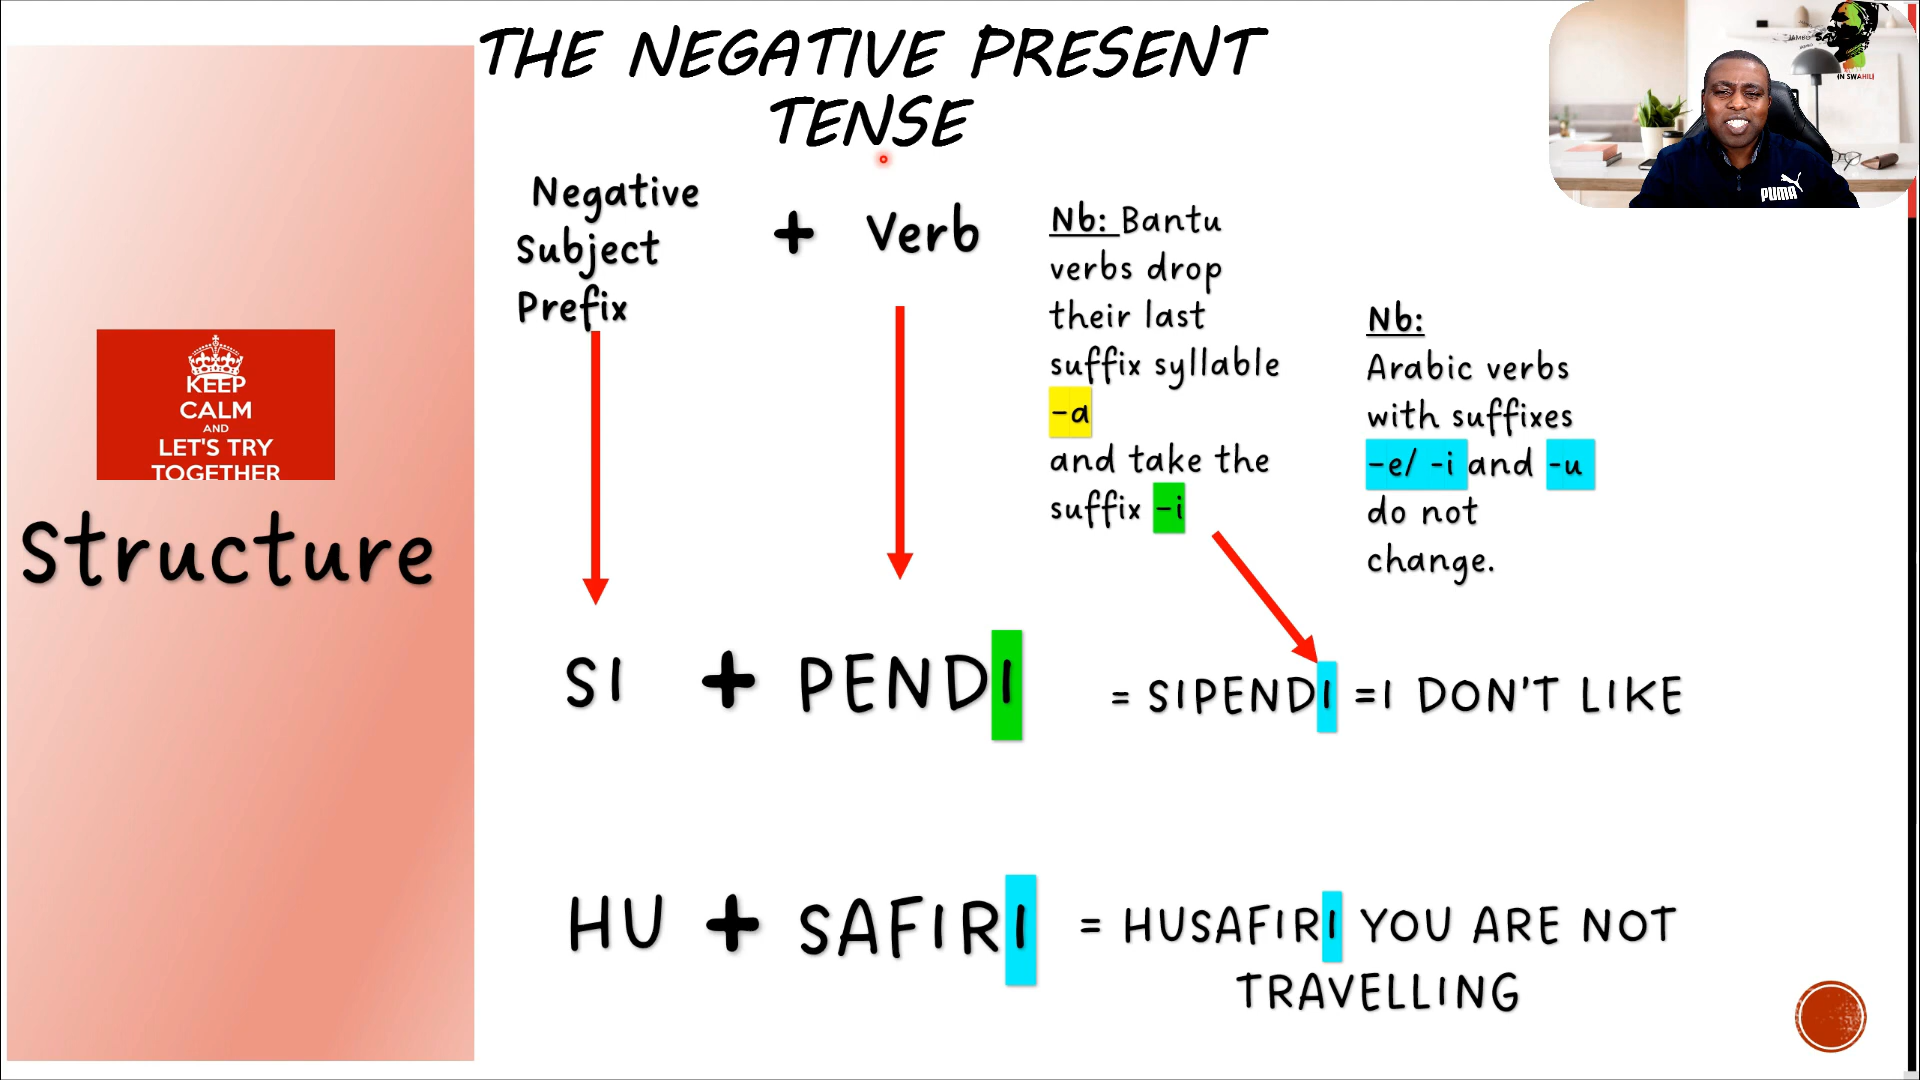 THE NEGATIVE PRESENT
TENSE
Negative
Subject
Prefix
+ Verb
Nb: Bantu
verbs drop
their last
suffix syllable
-a
and take the
suffix -i
Nb:
Arabic verbs
with suffixes
-e/ -i and -u
do not
change.
KEEP
CALM
AND
LET'S TRY
TOGETHER
Structure
SI + PENDI = SIPENDI =I DON'T LIKE
HU + SAFIRI = HUSAFIRI YOU ARE NOT
TRAVELLING
IN SWAHILI
PUMA